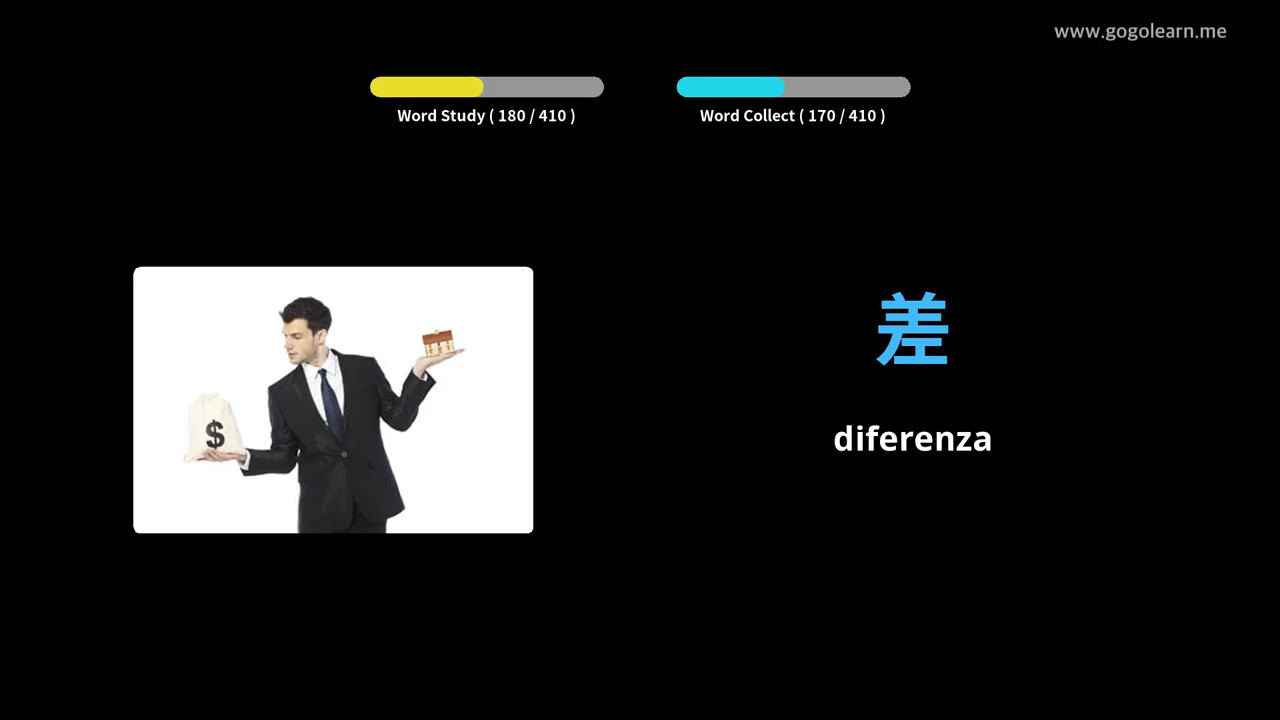 www.gogolearn.me
Word Study ( 180 / 410 )
Word Collect ( 170 / 410 )
$
差
diferenza